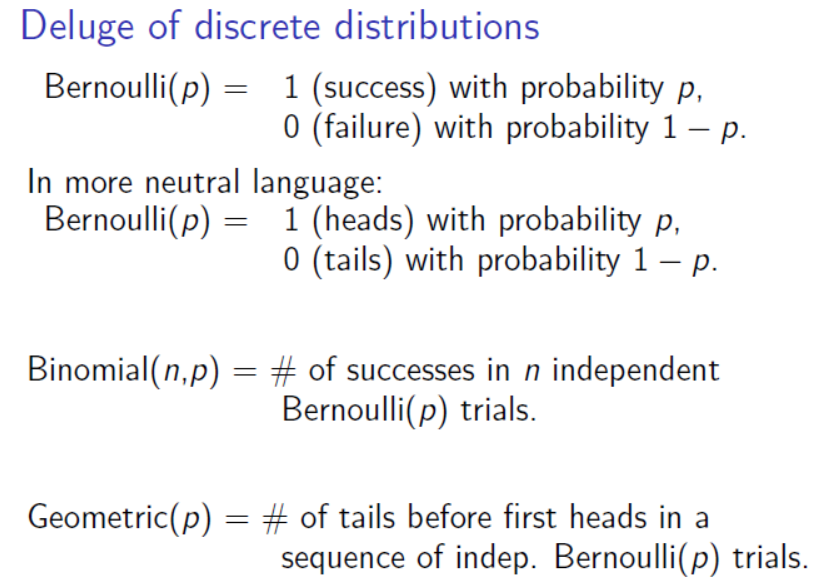 Deluge of discrete distributions
Bernoulli(p) = 1 (success) with probability p,
0 (failure) with probability 1 − p.
In more neutral language:
Bernoulli(p) = 1 (heads) with probability p,
0 (tails) with probability 1 − p.
Binomial(n,p) = # of successes in n independent
Bernoulli(p) trials.
Geometric(p) = # of tails before first heads in a
sequence of indep. Bernoulli(p) trials.